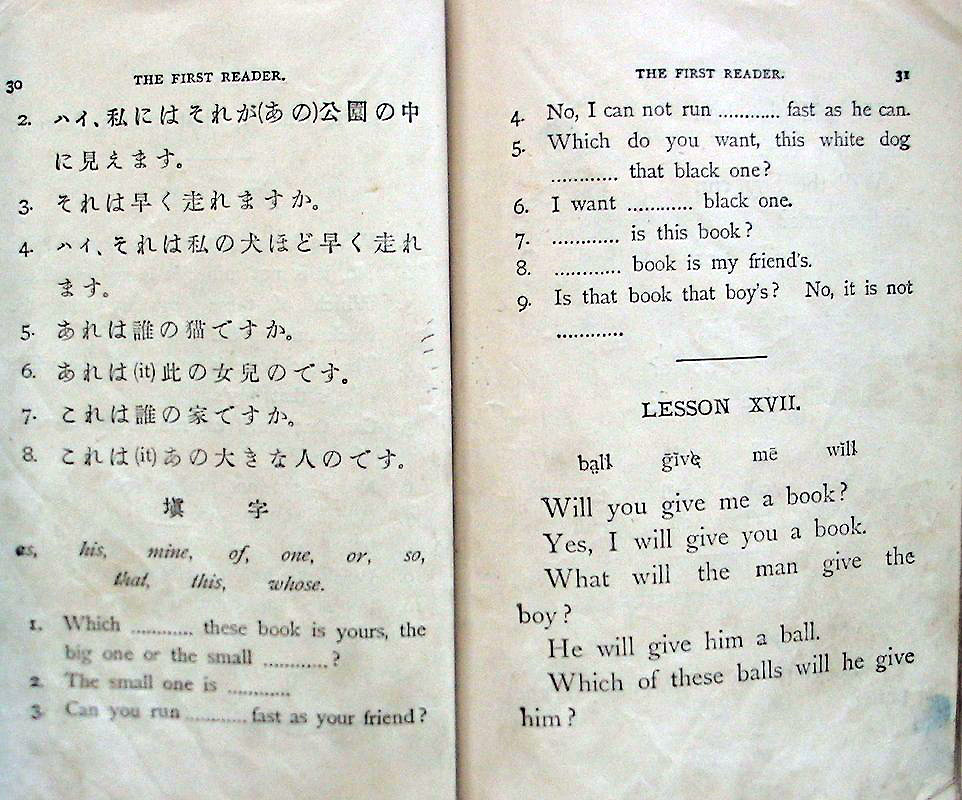 30
THE FIRST READER.
2. ハイ、私にはそれが(あの)公園の中
に見えます。
3. それは早く走れますか。
4. ハイ、それは私の犬ほど早く走れ
ます。
5. あれは誰の猫ですか。
6. あれは(it)此の女兒のです。
7. これは誰の家ですか。
8. これは(it)あの大きな人のです。
塡 字
as, his, mine, of, one, or, so,
that, this, whose.
1. Which ............ these book is yours, the
big one or the small ............?
2. The small one is ............
3. Can you run ............ fast as your friend?
THE FIRST READER.
31
4. No, I can not run ............ fast as he can.
5. Which do you want, this white dog
............ that black one?
6. I want ............ black one.
7. ............ is this book?
8. ............ book is my friend's.
9. Is that book that boy's? No, it is not
............
LESSON XVII.
ball give mē will
Will you give me a book?
Yes, I will give you a book.
What will the man give the
boy?
He will give him a ball.
Which of these balls will he give
him?